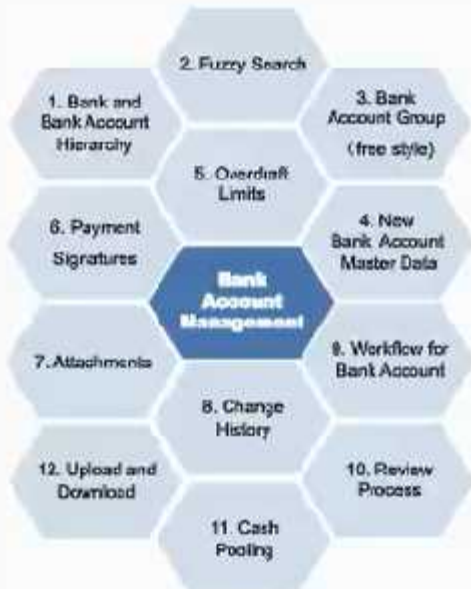 2. Fuzzy Search
1. Bank and
Bank Account
Hierarchy
3. Bank
Account Group
(free style)
5. Overdraft
Limits
6. Payment
Signatures
4. New
Bank Account
Master Data
Bank
Account
Management
7. Attachments
9. Workflow for
Bank Account
8. Change
History
12. Upload and
Download
10. Review
Process
11. Cash
Pooling